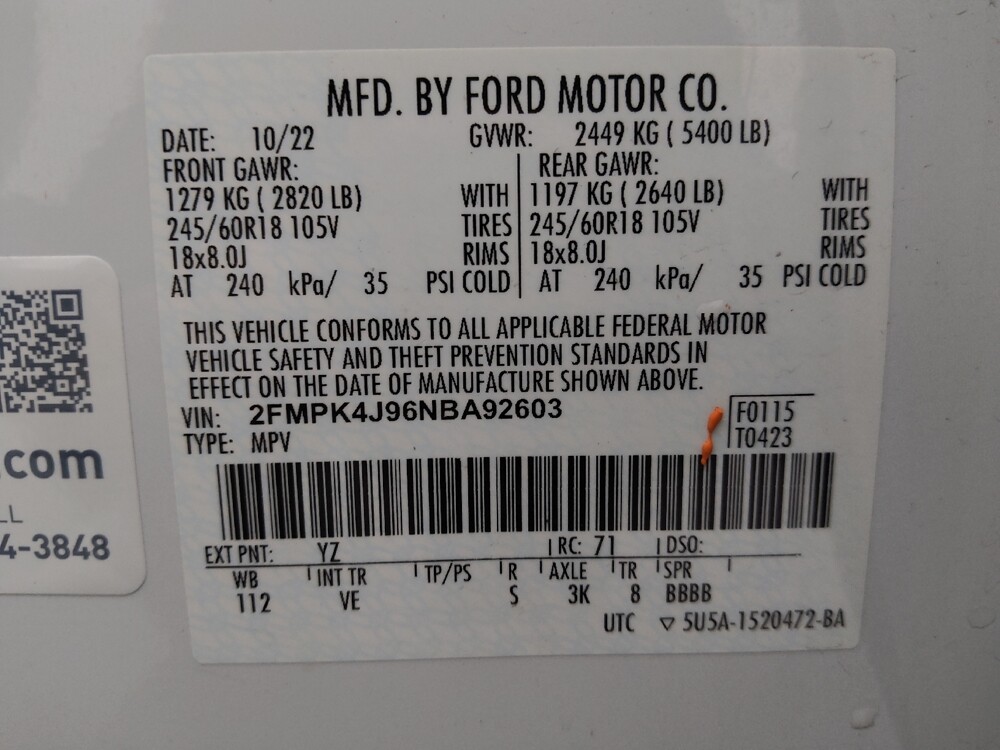 MFD. BY FORD MOTOR CO.
DATE: 10/22 GVWR: 2449 KG ( 5400 LB)
FRONT GAWR: REAR GAWR:
1279 KG ( 2820 LB) WITH 1197 KG ( 2640 LB) WITH
245/60R18 105V TIRES 245/60R18 105V TIRES
18x8.0J RIMS 18x8.0J RIMS
AT 240 kPa/ 35 PSI COLD AT 240 kPa/ 35 PSI COLD
THIS VEHICLE CONFORMS TO ALL APPLICABLE FEDERAL MOTOR
VEHICLE SAFETY AND THEFT PREVENTION STANDARDS IN
EFFECT ON THE DATE OF MANUFACTURE SHOWN ABOVE.
VIN: 2FMPK4J96NBA92603 F0115
TYPE: MPV T0423
EXT PNT: YZ RC: 71 DSO:
WB INT TR TP/PS R AXLE TR SPR
112 VE S 3K 8 BBBB
UTC ▽ 5U5A-1520472-BA
.com
LL
4-3848